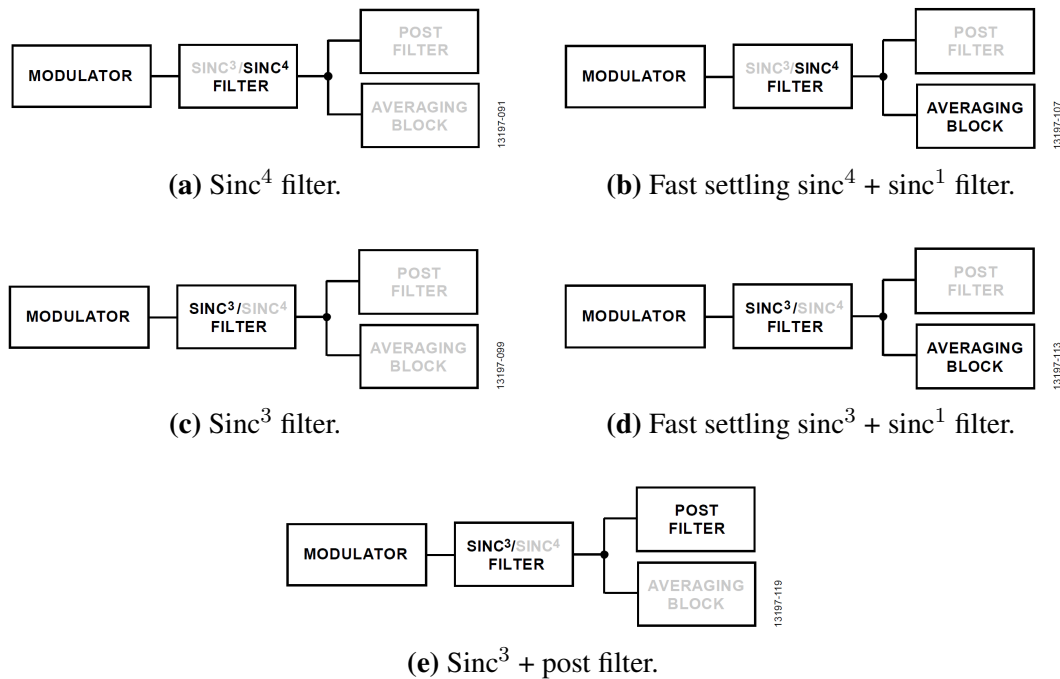 MODULATOR
SINC³/SINC⁴
FILTER
POST
FILTER
AVERAGING
BLOCK
13197-091
(a) Sinc⁴ filter.
MODULATOR
SINC³/SINC⁴
FILTER
POST
FILTER
AVERAGING
BLOCK
13197-107
(b) Fast settling sinc⁴ + sinc¹ filter.
MODULATOR
SINC³/SINC⁴
FILTER
POST
FILTER
AVERAGING
BLOCK
13197-099
(c) Sinc³ filter.
MODULATOR
SINC³/SINC⁴
FILTER
POST
FILTER
AVERAGING
BLOCK
13197-113
(d) Fast settling sinc³ + sinc¹ filter.
MODULATOR
SINC³/SINC⁴
FILTER
POST
FILTER
AVERAGING
BLOCK
13197-119
(e) Sinc³ + post filter.